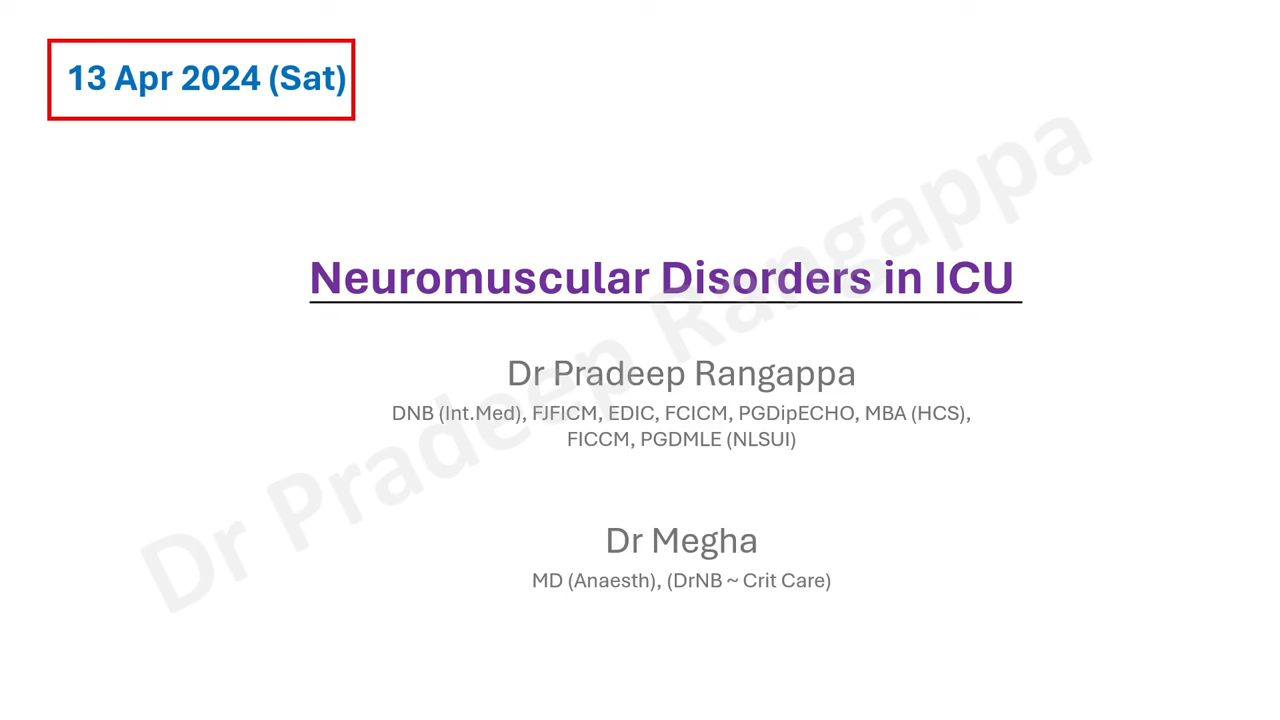 13 Apr 2024 (Sat)
Neuromuscular Disorders in ICU
Dr Pradeep Rangappa
DNB (Int.Med), FJFICM, EDIC, FCICM, PGDipECHO, MBA (HCS),
FICCM, PGDMLE (NLSUI)
Dr Megha
MD (Anaesth), (DrNB ~ Crit Care)
Dr Pradeep Rangappa